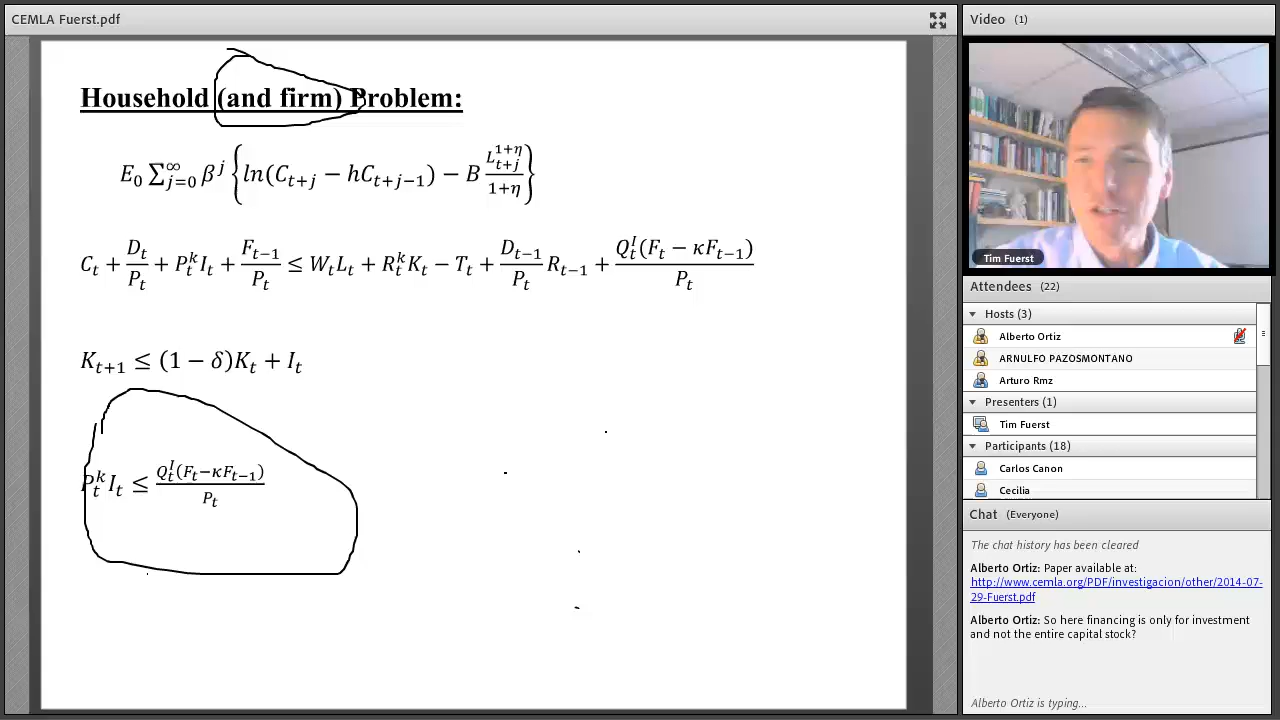 CEMLA Fuerst.pdf
Household (and firm) Problem:
E₀ ∑_{j=0}^{∞} β^j {ln(C_{t+j} − hC_{t+j−1}) − B L_{t+j}^{1+η}/(1+η)}
C_t + D_t/P_t + P_t^k I_t + F_{t−1}/P_t ≤ W_t L_t + R_t^k K_t − T_t + D_{t−1}/P_t R_{t−1} + Q_t^I(F_t − κF_{t−1})/P_t
K_{t+1} ≤ (1 − δ)K_t + I_t
P_t^k I_t ≤ Q_t^I(F_t−κF_{t−1})/P_t
Video (1)
Tim Fuerst
Attendees (22)
Hosts (3)
Alberto Ortiz
ARNULFO PAZOSMONTANO
Arturo Rmz
Presenters (1)
Tim Fuerst
Participants (18)
Carlos Canon
Cecilia
Chat (Everyone)
The chat history has been cleared
Alberto Ortiz: Paper available at:
http://www.cemla.org/PDF/investigacion/other/2014-07-
29-Fuerst.pdf
Alberto Ortiz: So here financing is only for investment
and not the entire capital stock?
Alberto Ortiz is typing...